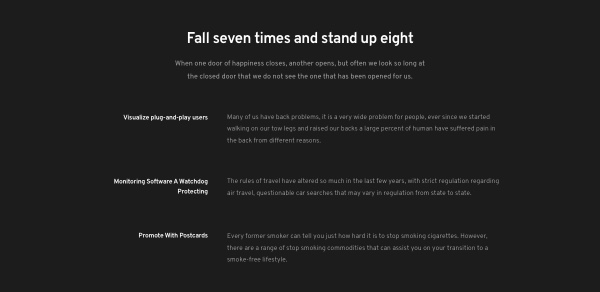 Fall seven times and stand up eight
When one door of happiness closes, another opens, but often we look so long at
the closed door that we do not see the one that has been opened for us.
Visualize plug-and-play users
Many of us have back problems, it is a very wide problem for people, ever since we started
walking on our tow legs and raised our backs a large percent of human have suffered pain in
the back from different reasons.
Monitoring Software A Watchdog
Protecting
The rules of travel have altered so much in the last few years, with strict regulation regarding
air travel, questionable car searches that may vary in regulation from state to state.
Promote With Postcards
Every former smoker can tell you just how hard it is to stop smoking cigarettes. However,
there are a range of stop smoking commodities that can assist you on your transition to a
smoke-free lifestyle.